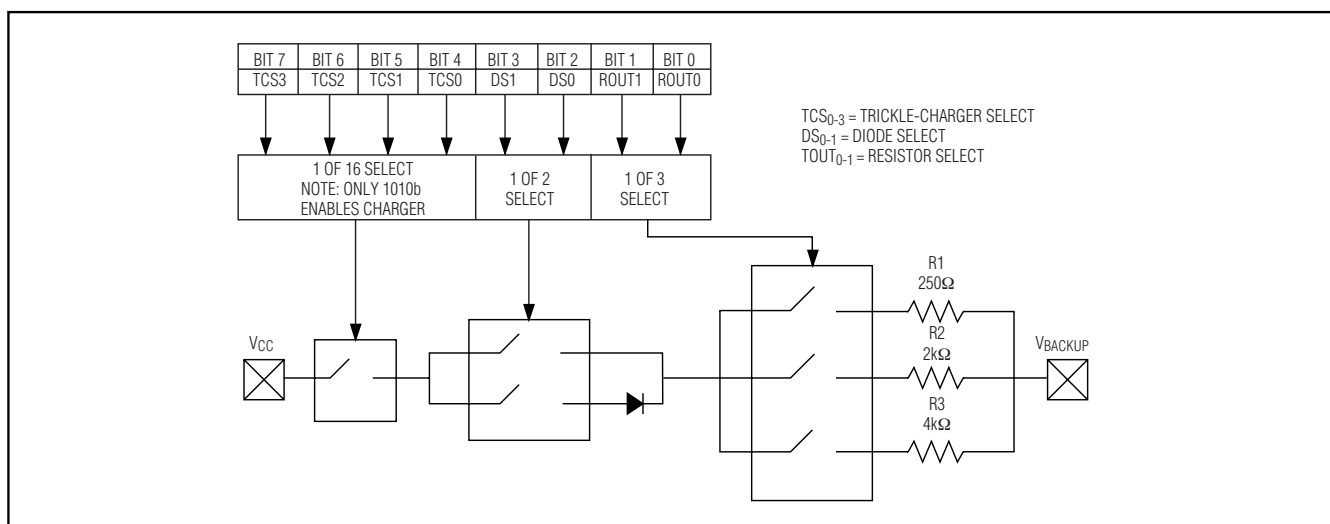 BIT 7 BIT 6 BIT 5 BIT 4 BIT 3 BIT 2 BIT 1 BIT 0
TCS3 TCS2 TCS1 TCS0 DS1 DS0 ROUT1 ROUT0
TCS0-3 = TRICKLE-CHARGER SELECT
DS0-1 = DIODE SELECT
TOUT0-1 = RESISTOR SELECT
1 OF 16 SELECT
NOTE: ONLY 1010b
ENABLES CHARGER
1 OF 2
SELECT
1 OF 3
SELECT
R1
250Ω
R2
2kΩ
R3
4kΩ
VCC
VBACKUP